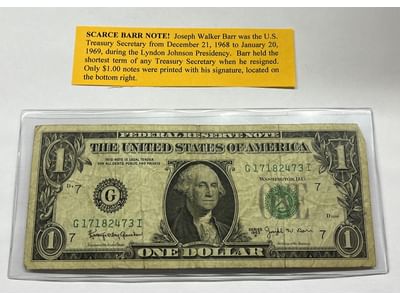 SCARCE BARR NOTE! Joseph Walker Barr was the U.S.
Treasury Secretary from December 21, 1968 to January 20,
1969, during the Lyndon Johnson Presidency. Barr held the
shortest term of any Treasury Secretary when he resigned.
Only $1.00 notes were printed with his signature, located on
the bottom right.
FEDERAL RESERVE NOTE
1 THE UNITED STATES OF AMERICA 1
THIS NOTE IS LEGAL TENDER
FOR ALL DEBTS, PUBLIC AND PRIVATE
G 17182473 I
WASHINGTON, D.C.
7 7
G
G 17182473 I
7 SERIES 7
1 ONE DOLLAR 1